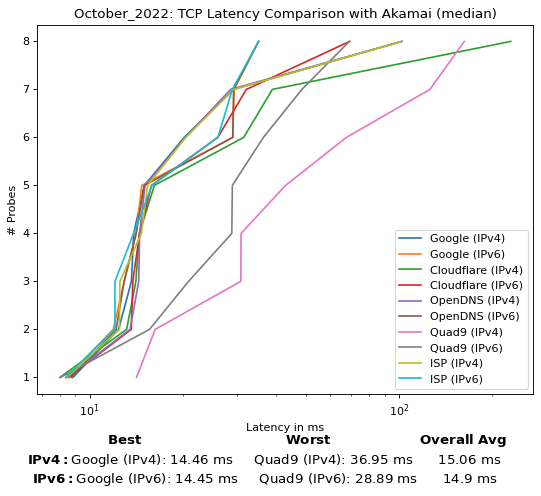 October_2022: TCP Latency Comparison with Akamai (median)
8
7
6
5
4
3
2
1
# Probes
Google (IPv4)
Google (IPv6)
Cloudflare (IPv4)
Cloudflare (IPv6)
OpenDNS (IPv4)
OpenDNS (IPv6)
Quad9 (IPv4)
Quad9 (IPv6)
ISP (IPv4)
ISP (IPv6)
10¹ 10²
Latency in ms
Best Worst Overall Avg
IPv4: Google (IPv4): 14.46 ms Quad9 (IPv4): 36.95 ms 15.06 ms
IPv6: Google (IPv6): 14.45 ms Quad9 (IPv6): 28.89 ms 14.9 ms